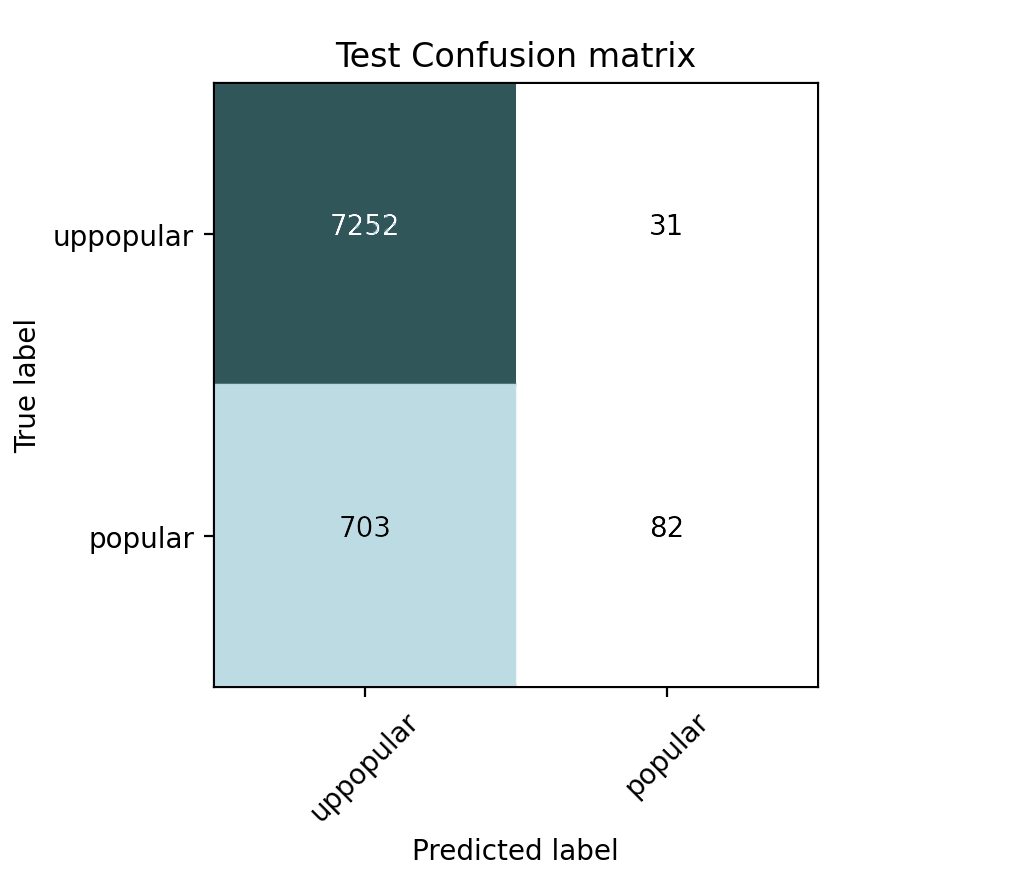 Test Confusion matrix
True label
uppopular
7252
31
popular
703
82
uppopular
popular
Predicted label